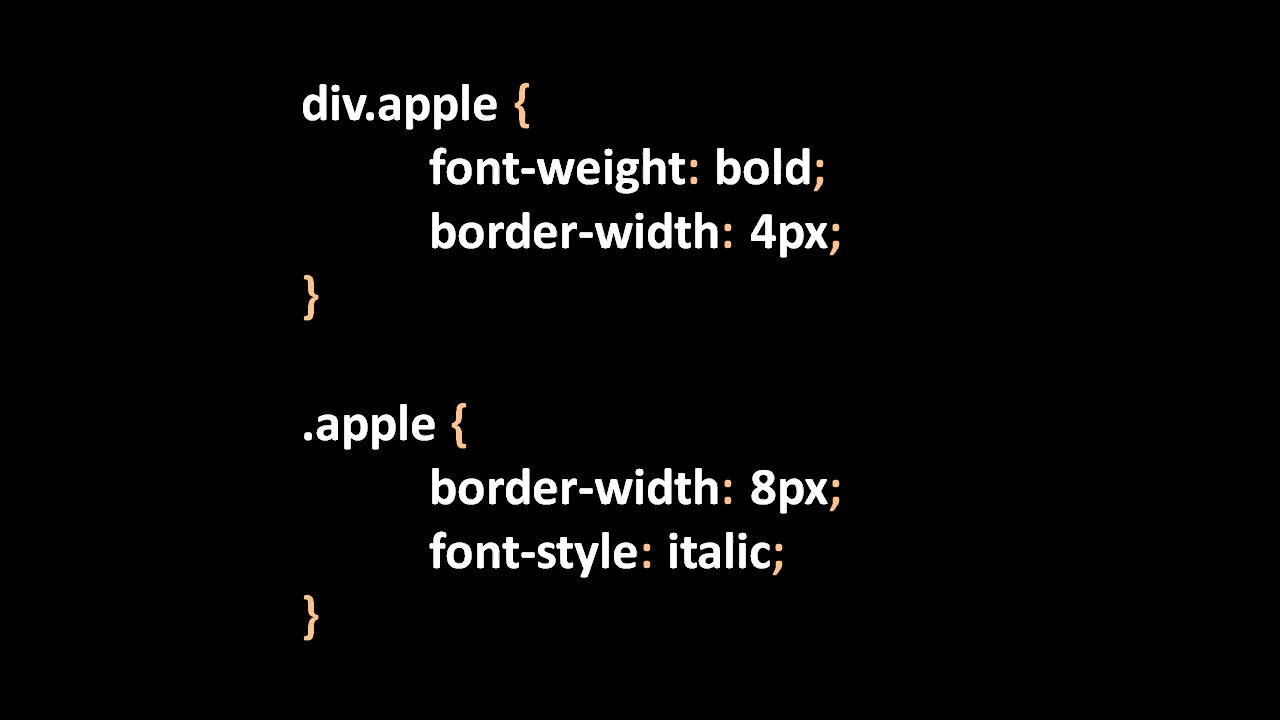 div.apple {
font-weight: bold;
border-width: 4px;
}
.apple {
border-width: 8px;
font-style: italic;
}